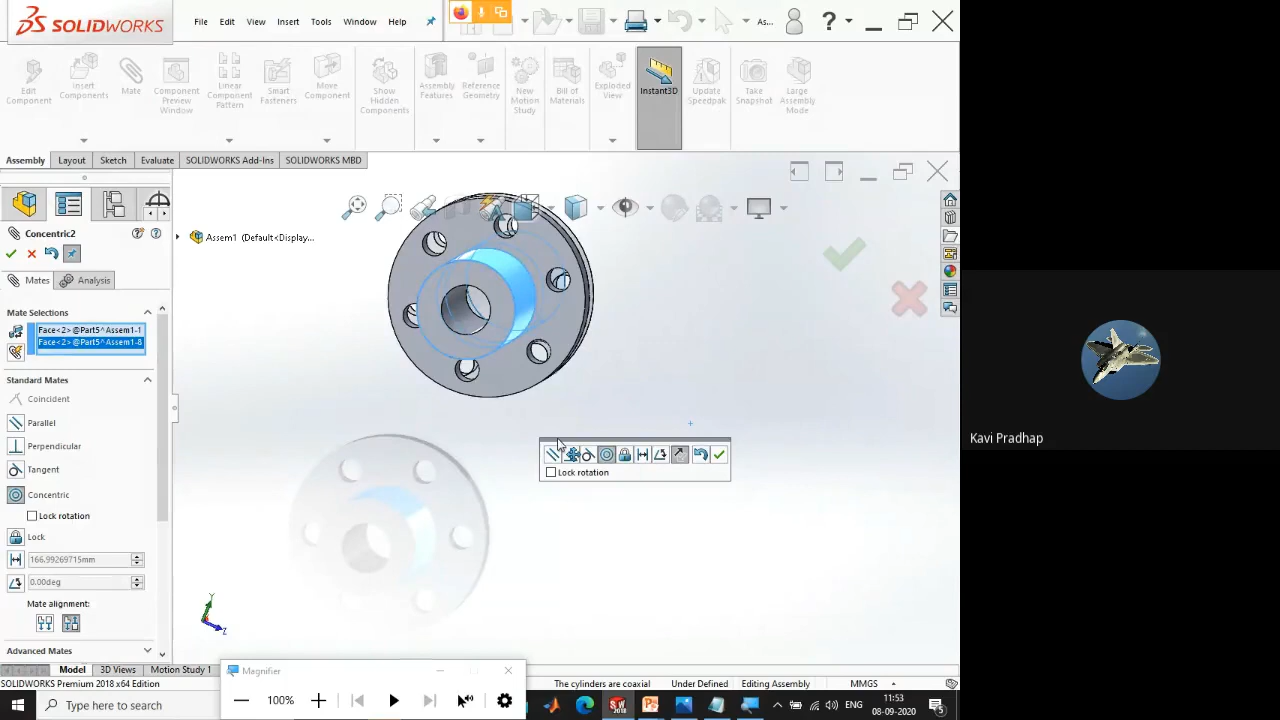 SOLIDWORKS
File Edit View Insert Tools Window Help
As...
?
Edit Component
Insert Components
Mate
Component Preview Window
Linear Component Pattern
Smart Fasteners
Move Component
Show Hidden Components
Assembly Features
Reference Geometry
New Motion Study
Bill of Materials
Exploded View
Instant3D
Update Speedpak
Take Snapshot
Large Assembly Mode
Assembly Layout Sketch Evaluate SOLIDWORKS Add-Ins SOLIDWORKS MBD
Concentric2
Assem1 (Default<Display...
Mates Analysis
Mate Selections
Face<2>@Part5^Assem1-1
Face<2>@Part5^Assem1-8
Standard Mates
Coincident
Parallel
Perpendicular
Tangent
Concentric
Lock rotation
Lock
166.99269715mm
0.00deg
Mate alignment:
Advanced Mates
Lock rotation
Y
Z
Kavi Pradhap
Model 3D Views Motion Study 1
Magnifier
100%
SOLIDWORKS Premium 2018 x64 Edition
The cylinders are coaxial Under Defined Editing Assembly MMGS
Type here to search
SW 2018
ENG
11:53
08-09-2020
5